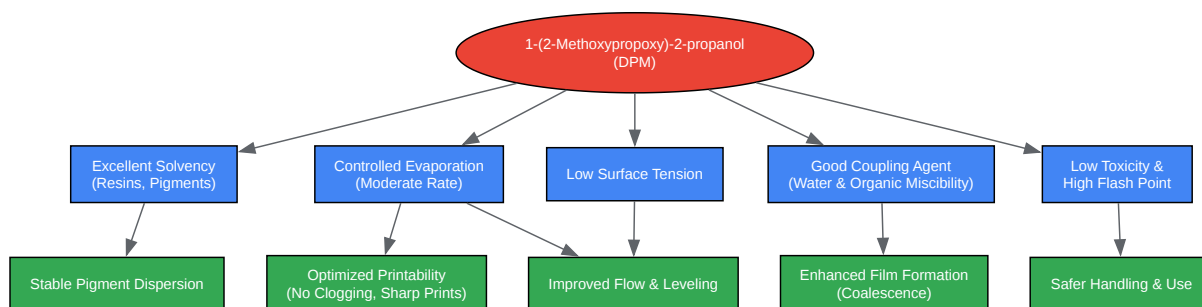 1-(2-Methoxypropoxy)-2-propanol
(DPM)
Excellent Solvency
(Resins, Pigments)
Controlled Evaporation
(Moderate Rate)
Low Surface Tension
Good Coupling Agent
(Water & Organic Miscibility)
Low Toxicity &
High Flash Point
Stable Pigment Dispersion
Optimized Printability
(No Clogging, Sharp Prints)
Improved Flow & Leveling
Enhanced Film Formation
(Coalescence)
Safer Handling & Use